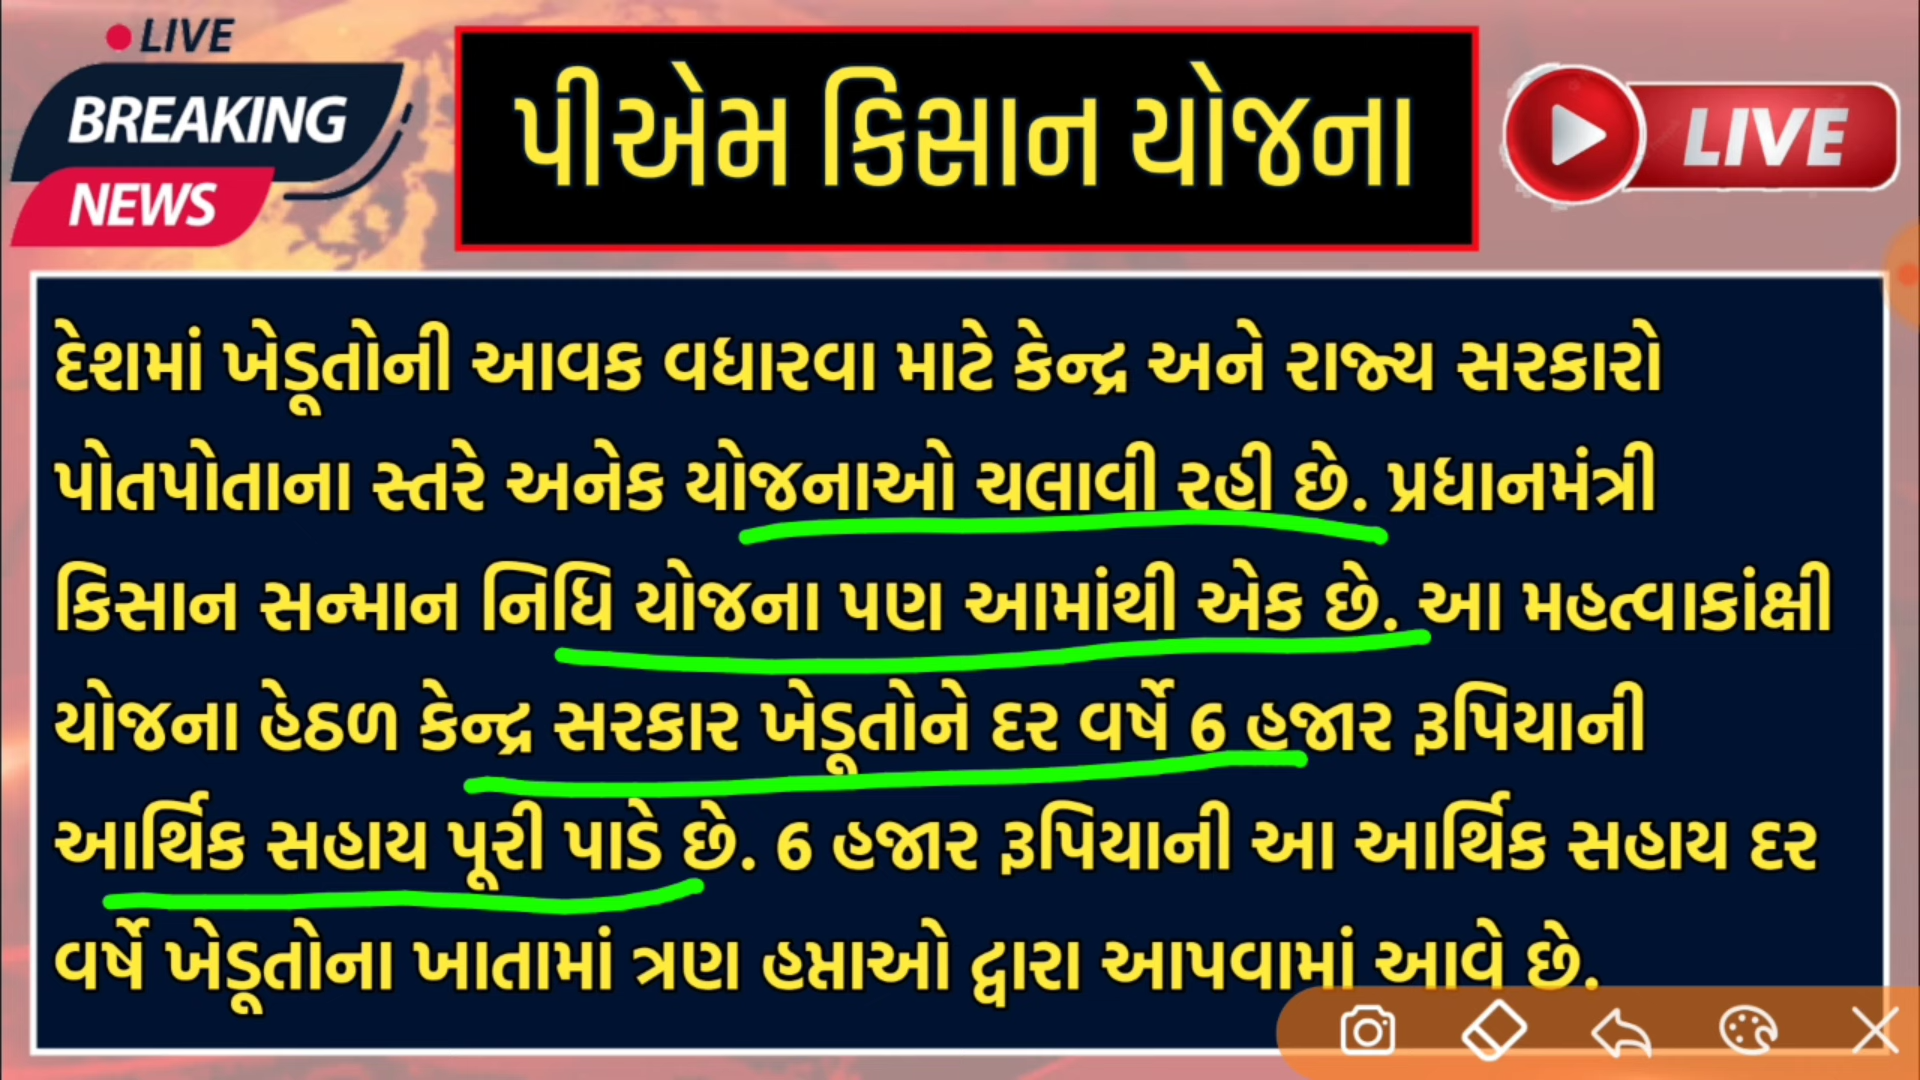 LIVE
BREAKING
NEWS
પીએમ કિસાન યોજના
LIVE
દેશમાં ખેડૂતોની આવક વધારવા માટે કેન્દ્ર અને રાજ્ય સરકારો
પોતપોતાના સ્તરે અનેક યોજનાઓ ચલાવી રહી છે. પ્રધાનમંત્રી
કિસાન સન્માન નિધિ યોજના પણ આમાંથી એક છે. આ મહત્વાકાંક્ષી
યોજના હેઠળ કેન્દ્ર સરકાર ખેડૂતોને દર વર્ષે 6 હજાર રૂપિયાની
આર્થિક સહાય પૂરી પાડે છે. 6 હજાર રૂપિયાની આ આર્થિક સહાય દર
વર્ષે ખેડૂતોના ખાતામાં ત્રણ હપ્તાઓ દ્વારા આપવામાં આવે છે.